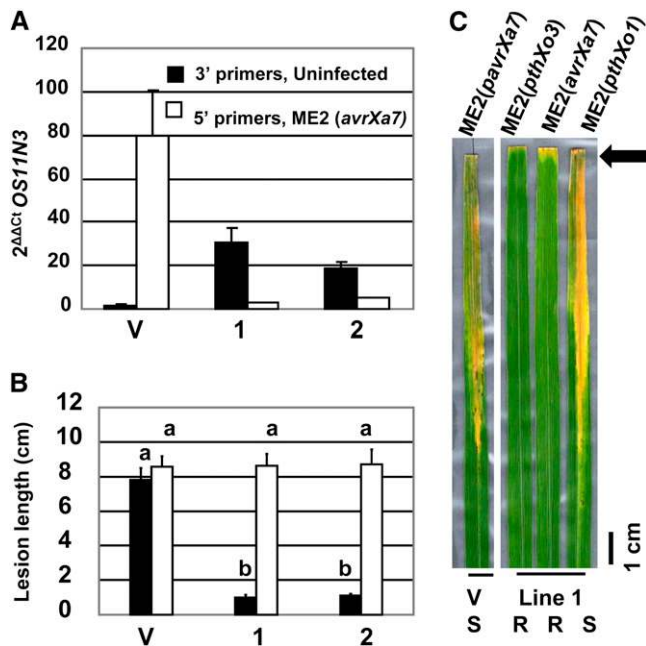 A
2ΔΔCt OS11N3
120
100
80
60
40
20
0
3' primers, Uninfected
5' primers, ME2 (avrXa7)
V 1 2
B
Lesion length (cm)
12
10
8
6
4
2
0
a a a a
b b
V 1 2
C
ME2(pavrXa7)
ME2(pthXo3)
ME2(avrXa7)
ME2(pthXo1)
1 cm
V Line 1
S R R S